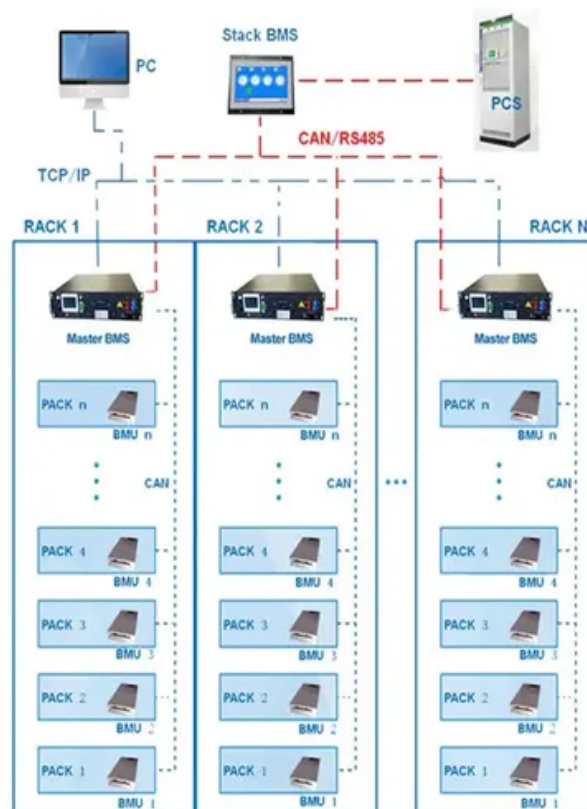 Stack BMS
PC
PCS
CAN/RS485
TCP/IP
RACK 1
RACK 2
RACK N
Master BMS
Master BMS
Master BMS
PACK n
BMU n
PACK n
BMU n
PACK n
BMU n
CAN
CAN
CAN
PACK 4
BMU 4
PACK 4
BMU 4
PACK 4
BMU 4
PACK 3
BMU 3
PACK 3
BMU 3
PACK 3
BMU 3
PACK 2
BMU 2
PACK 2
BMU 2
PACK 2
BMU 2
PACK 1
BMU 1
PACK 1
BMU 1
PACK 1
BMU 1